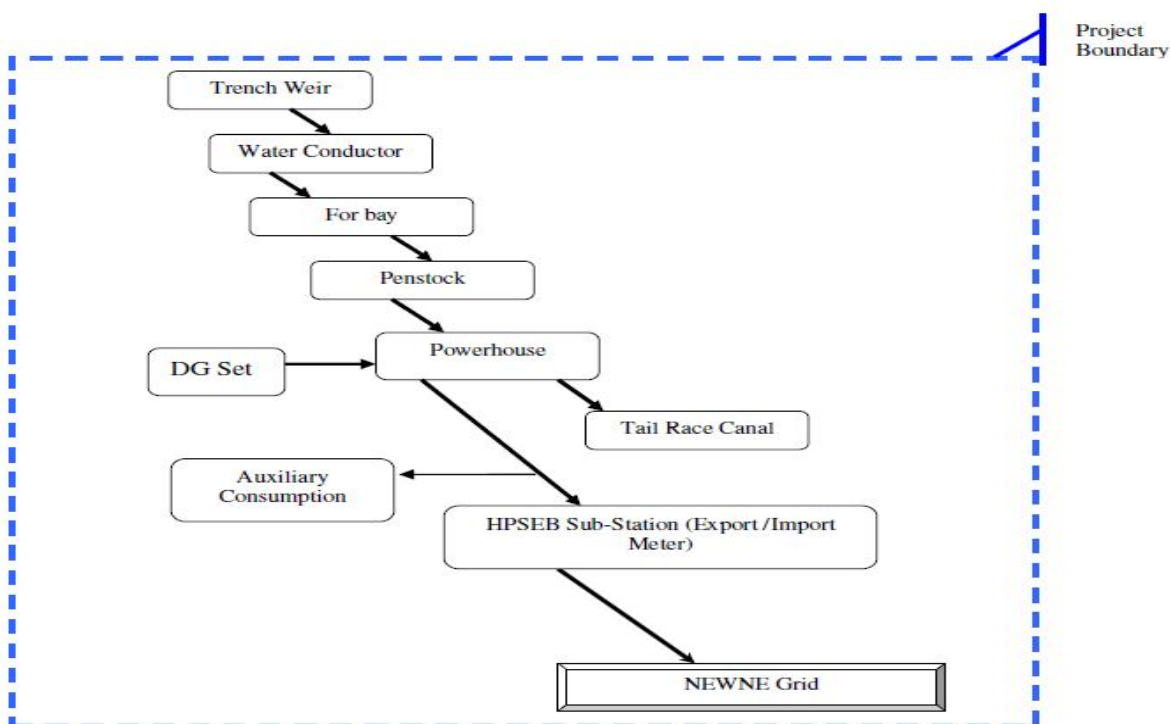 Project
Boundary
Trench Weir
Water Conductor
For bay
Penstock
Powerhouse
DG Set
Tail Race Canal
Auxiliary
Consumption
HPSEB Sub-Station (Export /Import
Meter)
NEWNE Grid